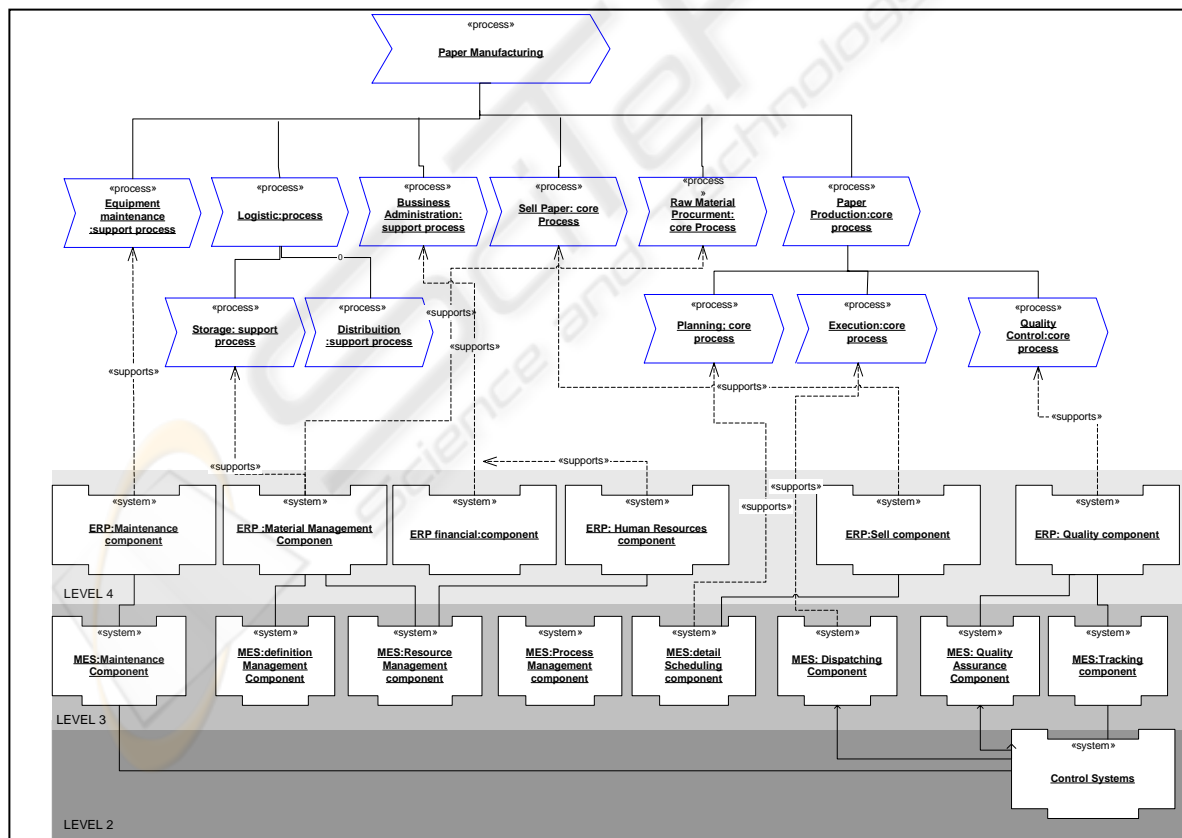 «process»
Paper Manufacturing
«process»
Equipment
maintenance
:support process
«process»
Logistic:process
«process»
Bussiness
Administration:
support process
«process»
Sell Paper: core
Process
«process
»
Raw Material
Procurment:
core Process
«process»
Paper
Production:core
process
0
«process»
Storage: support
process
«process»
Distribuition
:support process
«process»
Planning; core
process
«process»
Execution:core
process
«process»
Quality
Control:core
process
«supports»
«supports»
«supports»
«supports»
«supports»
«supports»
«supports»
«supports»
«supports»
«supports»
«system»
ERP:Maintenance
component
«system»
ERP :Material Management
Componen
«system»
ERP financial:component
«system»
ERP: Human Resources
component
«system»
ERP:Sell component
«system»
ERP: Quality component
LEVEL 4
«system»
MES:Maintenance
Component
«system»
MES:definition
Management
Component
«system»
MES:Resource
Management
component
«system»
MES:Process
Management
component
«system»
MES:detail
Scheduling
component
«system»
MES: Dispatching
Component
«system»
MES: Quality
Assurance
Component
«system»
MES:Tracking
component
LEVEL 3
«system»
Control Systems
LEVEL 2
Science and Technology